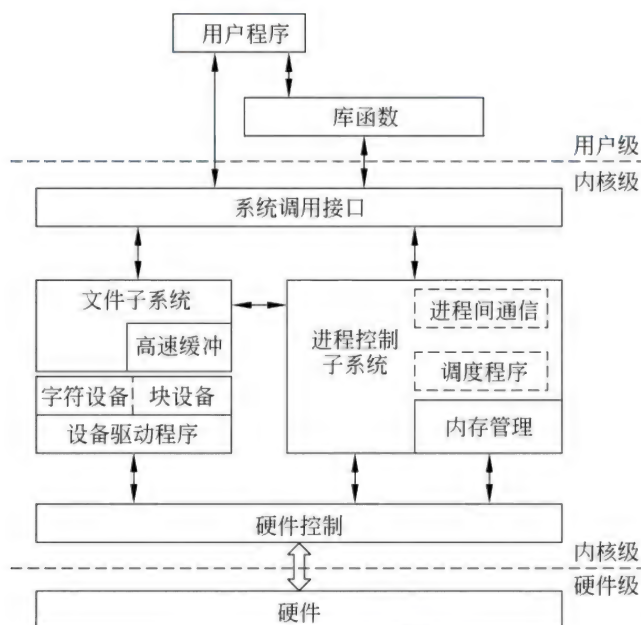 用户程序
库函数
用户级
内核级
系统调用接口
文件子系统
高速缓冲
字符设备
块设备
设备驱动程序
进程控制
子系统
进程间通信
调度程序
内存管理
硬件控制
内核级
硬件级
硬件